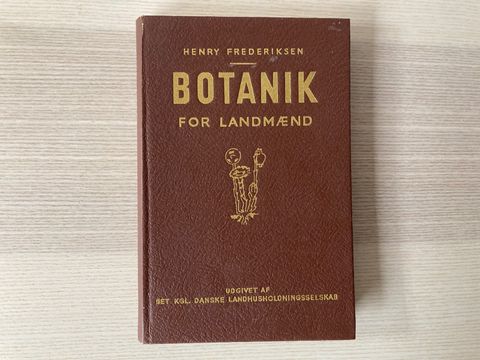 HENRY FREDERIKSEN
BOTANIK
FOR LANDMÆND
UDGIVET AF
DET KGL. DANSKE LANDHUSHOLDNINGSSELSKAB